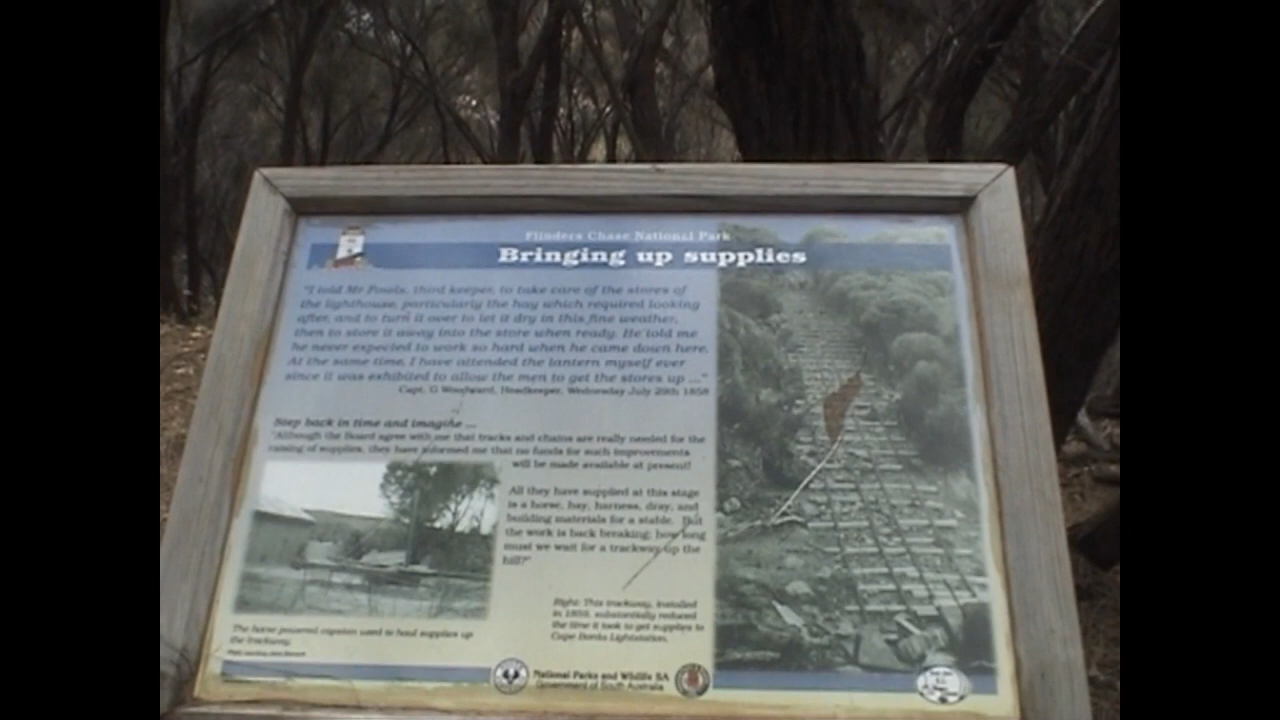 Flinders Chase National Park
Bringing up supplies
"I told Mr Fowls, third keeper, to take care of the stores of
the lighthouse, particularly the hay which required looking
after, and to turn it over to let it dry in this fine weather,
then to store it away into the store when ready. He told me
he never expected to work so hard when he came down here.
At the same time, I have attended the lantern myself ever
since it was exhibited to allow the men to get the stores up ..."
Capt. G Woodward, Headkeeper, Wednesday July 1858
Step back in time and imagine ...
"Although the Board agree with me that tracks and chains are really needed for the
raising of supplies, they have informed me that no funds for such improvements
will be made available at present!
All they have supplied at this stage
is a horse, hay, harness, dray, and
building materials for a stable. But
the work is back breaking; how long
must we wait for a trackway up the
hill?"
Right: This trackway, installed
in substantially reduced
the time it took to get supplies to
Cape Borda Lightstation.
The horse powered capstan used to haul supplies up
the trackway.
National Parks and Wildlife SA
Government of South Australia